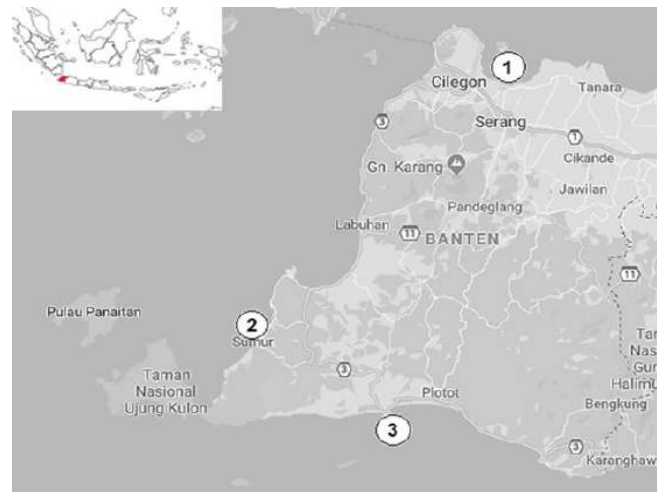 1
Cilegon
Tanara
3
Serang
1
Cikande
Gn. Karang
Jawilan
Pandeglang
Labuhan
11
BANTEN
11
Pulau Panaitan
2
Sumur
Taman
Nasional
Ujung Kulon
3
Plotot
3
Bengkung
3
Karanghaw